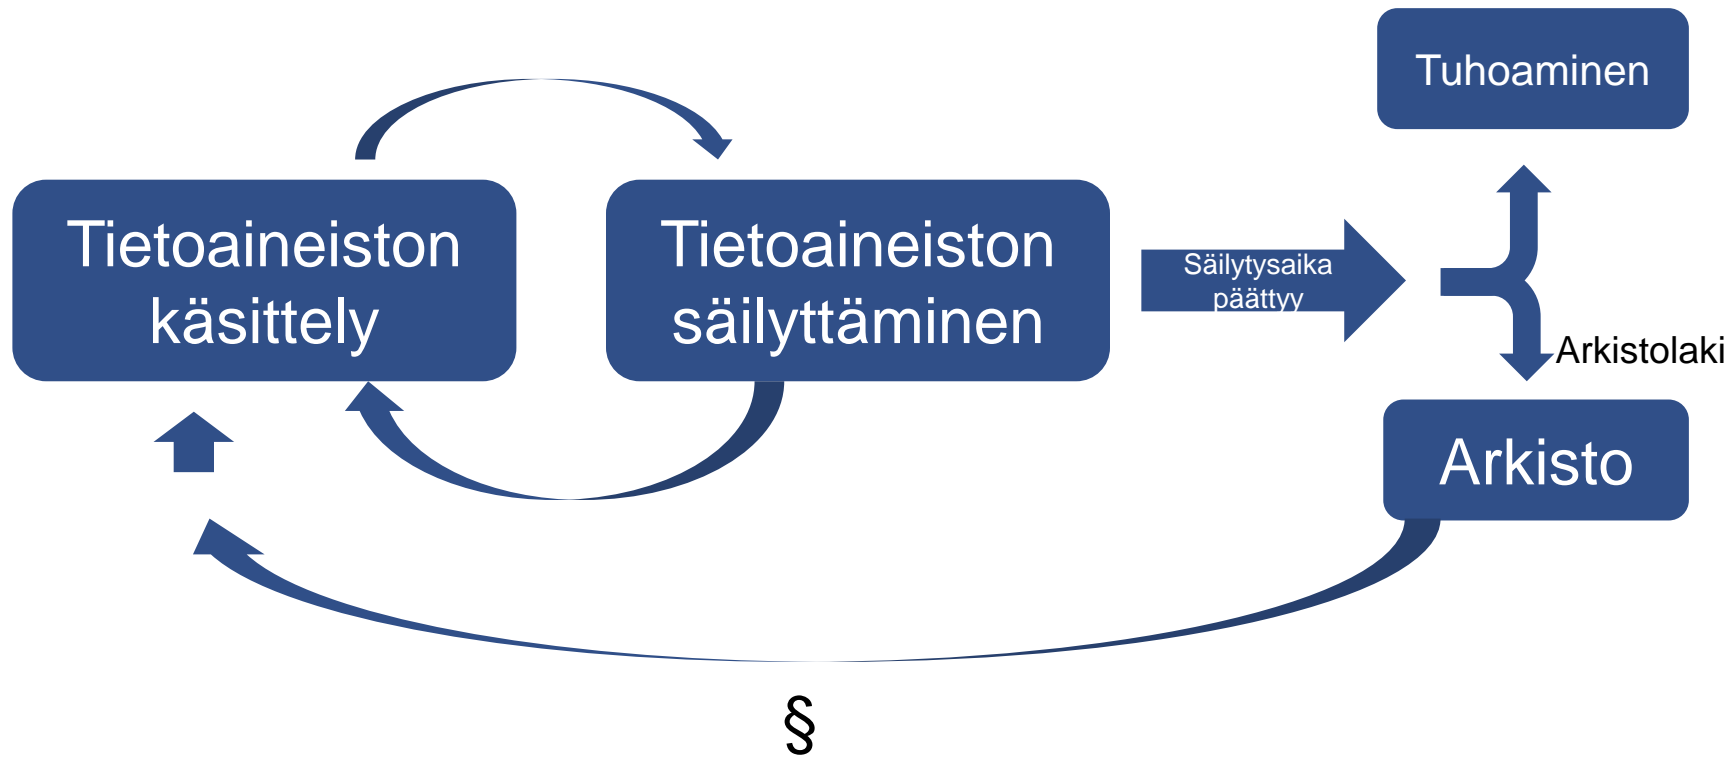 Tuhoaminen
Tietoaineiston
käsittely
Tietoaineiston
säilyttäminen
Säilytysaika
päättyy
Arkistolaki
Arkisto
§